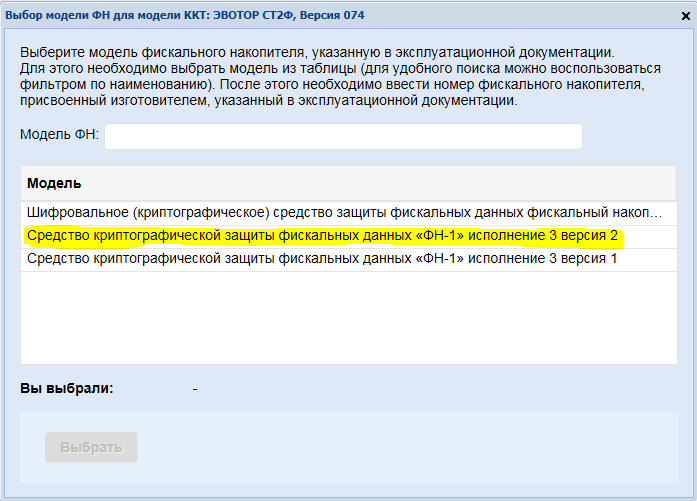 Выбор модели ФН для модели ККТ: ЭВОТОР СТ2Ф, Версия 074
Выберите модель фискального накопителя, указанную в эксплуатационной документации.
Для этого необходимо выбрать модель из таблицы (для удобного поиска можно воспользоваться
фильтром по наименованию). После этого необходимо ввести номер фискального накопителя,
присвоенный изготовителем, указанный в эксплуатационной документации.
Модель ФН:
Модель
Шифровальное (криптографическое) средство защиты фискальных данных фискальный накоп...
Средство криптографической защиты фискальных данных «ФН-1» исполнение 3 версия 2
Средство криптографической защиты фискальных данных «ФН-1» исполнение 3 версия 1
Вы выбрали: -
Выбрать